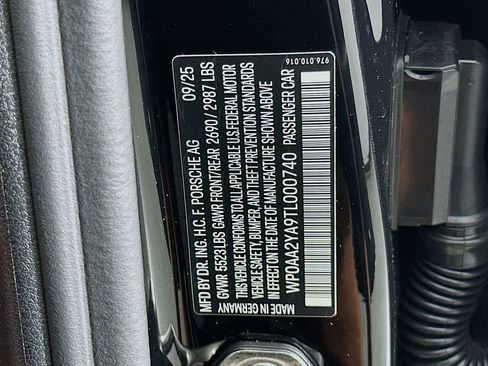 09/25
MFD BY/ DR. ING. H.C. F. PORSCHE AG
GVWR 5523 LBS GAWR FRONT/REAR 2690 / 2987 LBS
THIS VEHICLE CONFORMS TO ALL APPLICABLE U.S. FEDERAL MOTOR
VEHICLE SAFETY, BUMPER, AND THEFT PREVENTION STANDARDS
IN EFFECT ON THE DATE OF MANUFACTURE SHOWN ABOVE
WP0AA2YA9TL000740 PASSENGER CAR
MADE IN GERMANY
976.010.016